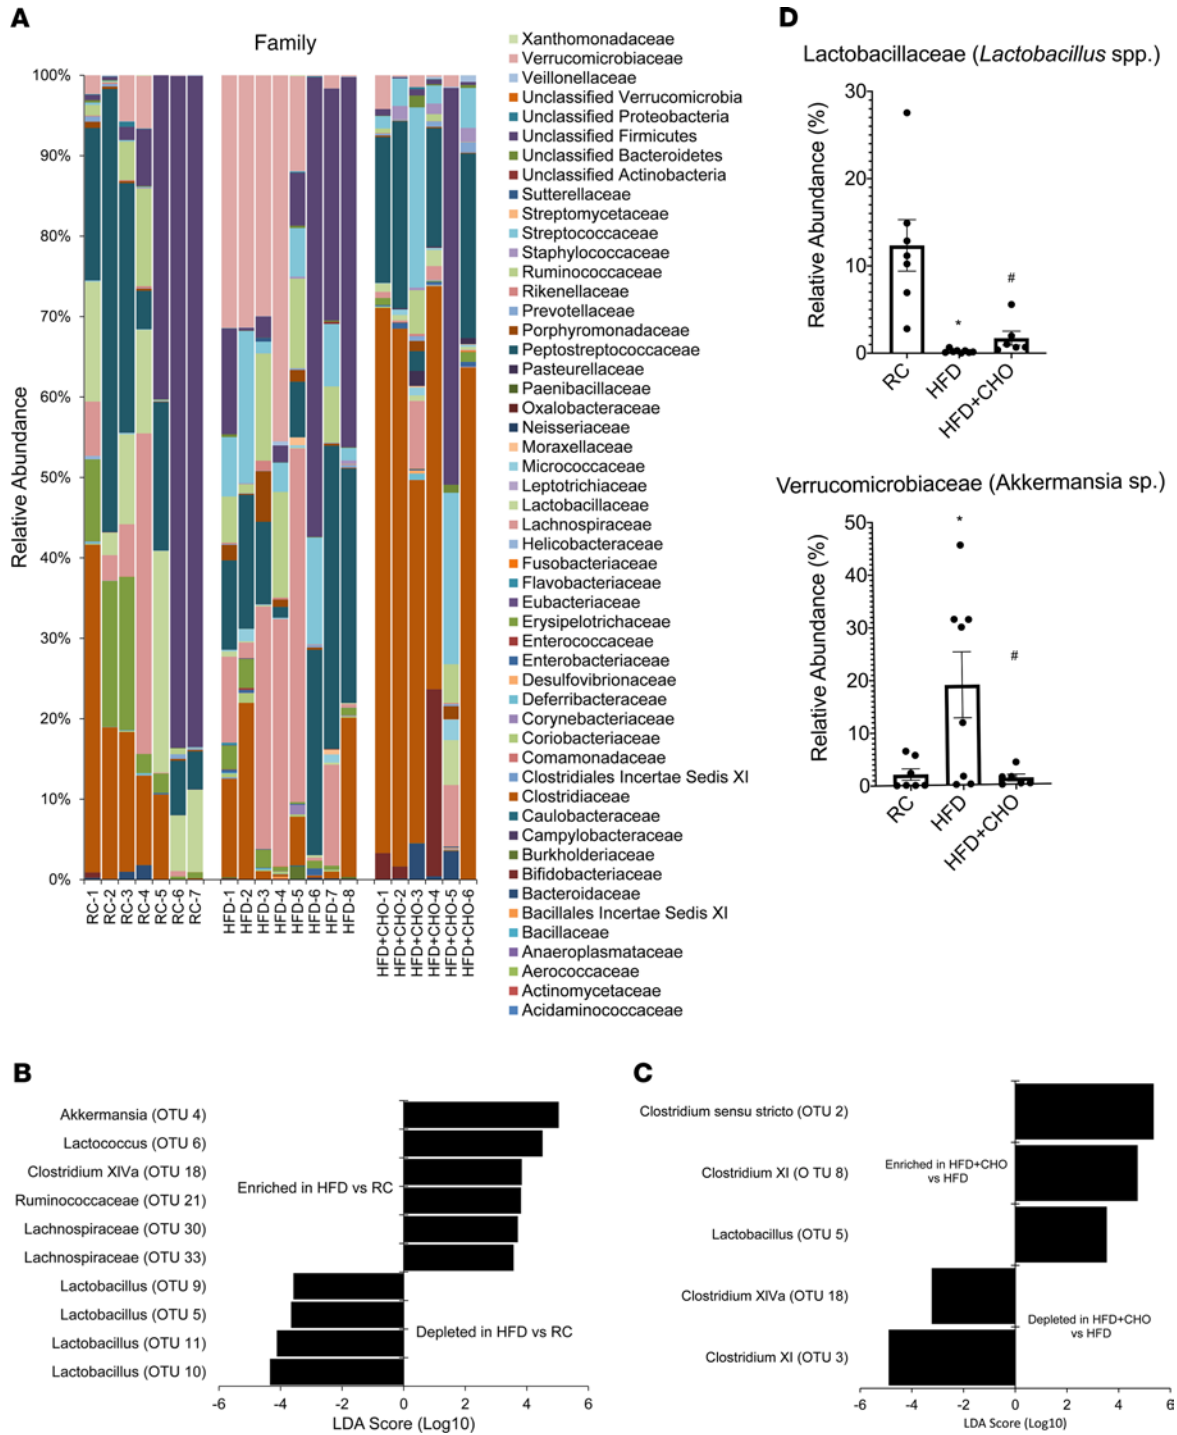 A
Family
Relative Abundance
100%
90%
80%
70%
60%
50%
40%
30%
20%
10%
0%
RC-1
RC-2
RC-3
RC-4
RC-5
RC-6
RC-7
HFD-1
HFD-2
HFD-3
HFD-4
HFD-5
HFD-6
HFD-7
HFD-8
HFD+CHO-1
HFD+CHO-2
HFD+CHO-3
HFD+CHO-4
HFD+CHO-5
HFD+CHO-6
Xanthomonadaceae
Verrucomicrobiaceae
Veillonellaceae
Unclassified Verrucomicrobia
Unclassified Proteobacteria
Unclassified Firmicutes
Unclassified Bacteroidetes
Unclassified Actinobacteria
Sutterellaceae
Streptomycetaceae
Streptococcaceae
Staphylococcaceae
Ruminococcaceae
Rikenellaceae
Prevotellaceae
Porphyromonadaceae
Peptostreptococcaceae
Pasteurellaceae
Paenibacillaceae
Oxalobacteraceae
Neisseriaceae
Moraxellaceae
Micrococcaceae
Leptotrichiaceae
Lactobacillaceae
Lachnospiraceae
Helicobacteraceae
Fusobacteriaceae
Flavobacteriaceae
Eubacteriaceae
Erysipelotrichaceae
Enterococcaceae
Enterobacteriaceae
Desulfovibrionaceae
Deferribacteraceae
Corynebacteriaceae
Coriobacteriaceae
Comamonadaceae
Clostridiales Incertae Sedis XI
Clostridiaceae
Caulobacteraceae
Campylobacteraceae
Burkholderiaceae
Bifidobacteriaceae
Bacteroidaceae
Bacillales Incertae Sedis XI
Bacillaceae
Anaeroplasmataceae
Aerococcaceae
Actinomycetaceae
Acidaminococcaceae
D
Lactobacillaceae (Lactobacillus spp.)
Relative Abundance (%)
30
20
10
0
*
#
RC
HFD
HFD+CHO
Verrucomicrobiaceae (Akkermansia sp.)
Relative Abundance (%)
50
40
30
20
10
0
*
#
RC
HFD
HFD+CHO
B
Akkermansia (OTU 4)
Lactococcus (OTU 6)
Clostridium XIVa (OTU 18)
Ruminococcaceae (OTU 21)
Lachnospiraceae (OTU 30)
Lachnospiraceae (OTU 33)
Lactobacillus (OTU 9)
Lactobacillus (OTU 5)
Lactobacillus (OTU 11)
Lactobacillus (OTU 10)
Enriched in HFD vs RC
Depleted in HFD vs RC
-6 -4 -2 0 2 4 6
LDA Score (Log10)
C
Clostridium sensu stricto (OTU 2)
Clostridium XI (O TU 8)
Lactobacillus (OTU 5)
Clostridium XIVa (OTU 18)
Clostridium XI (OTU 3)
Enriched in HFD+CHO
vs HFD
Depleted in HFD+CHO
vs HFD
-6 -4 -2 0 2 4 6
LDA Score (Log10)